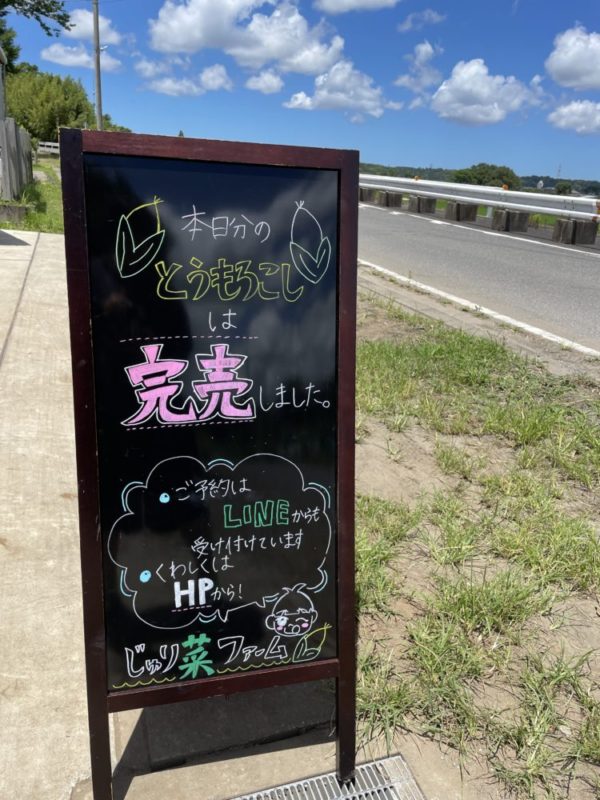 本日分の
とうもろこし
は
完売しました。
・ご予約は
LINEからも
受け付けています
・くわしくは
HPから!
じゅり菜ファーム